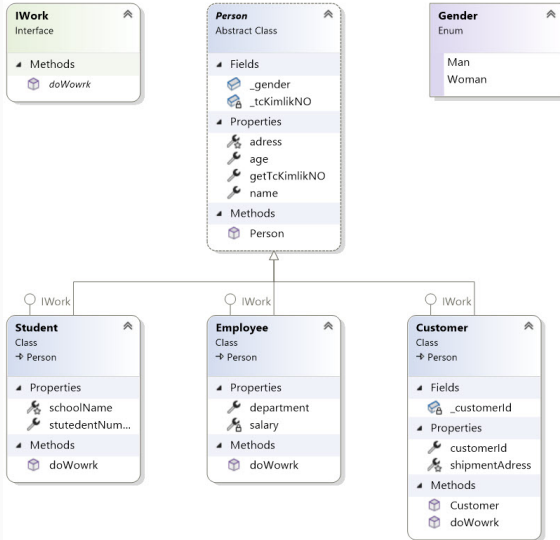 IWork
Interface
Methods
doWowrk
Person
Abstract Class
Fields
_gender
_tcKimlikNO
Properties
adress
age
getTcKimlikNO
name
Methods
Person
Gender
Enum
Man
Woman
IWork
Student
Class
Person
Properties
schoolName
stutedentNum...
Methods
doWowrk
IWork
Employee
Class
Person
Properties
department
salary
Methods
doWowrk
IWork
Customer
Class
Person
Fields
_customerId
Properties
customerId
shipmentAdress
Methods
Customer
doWowrk